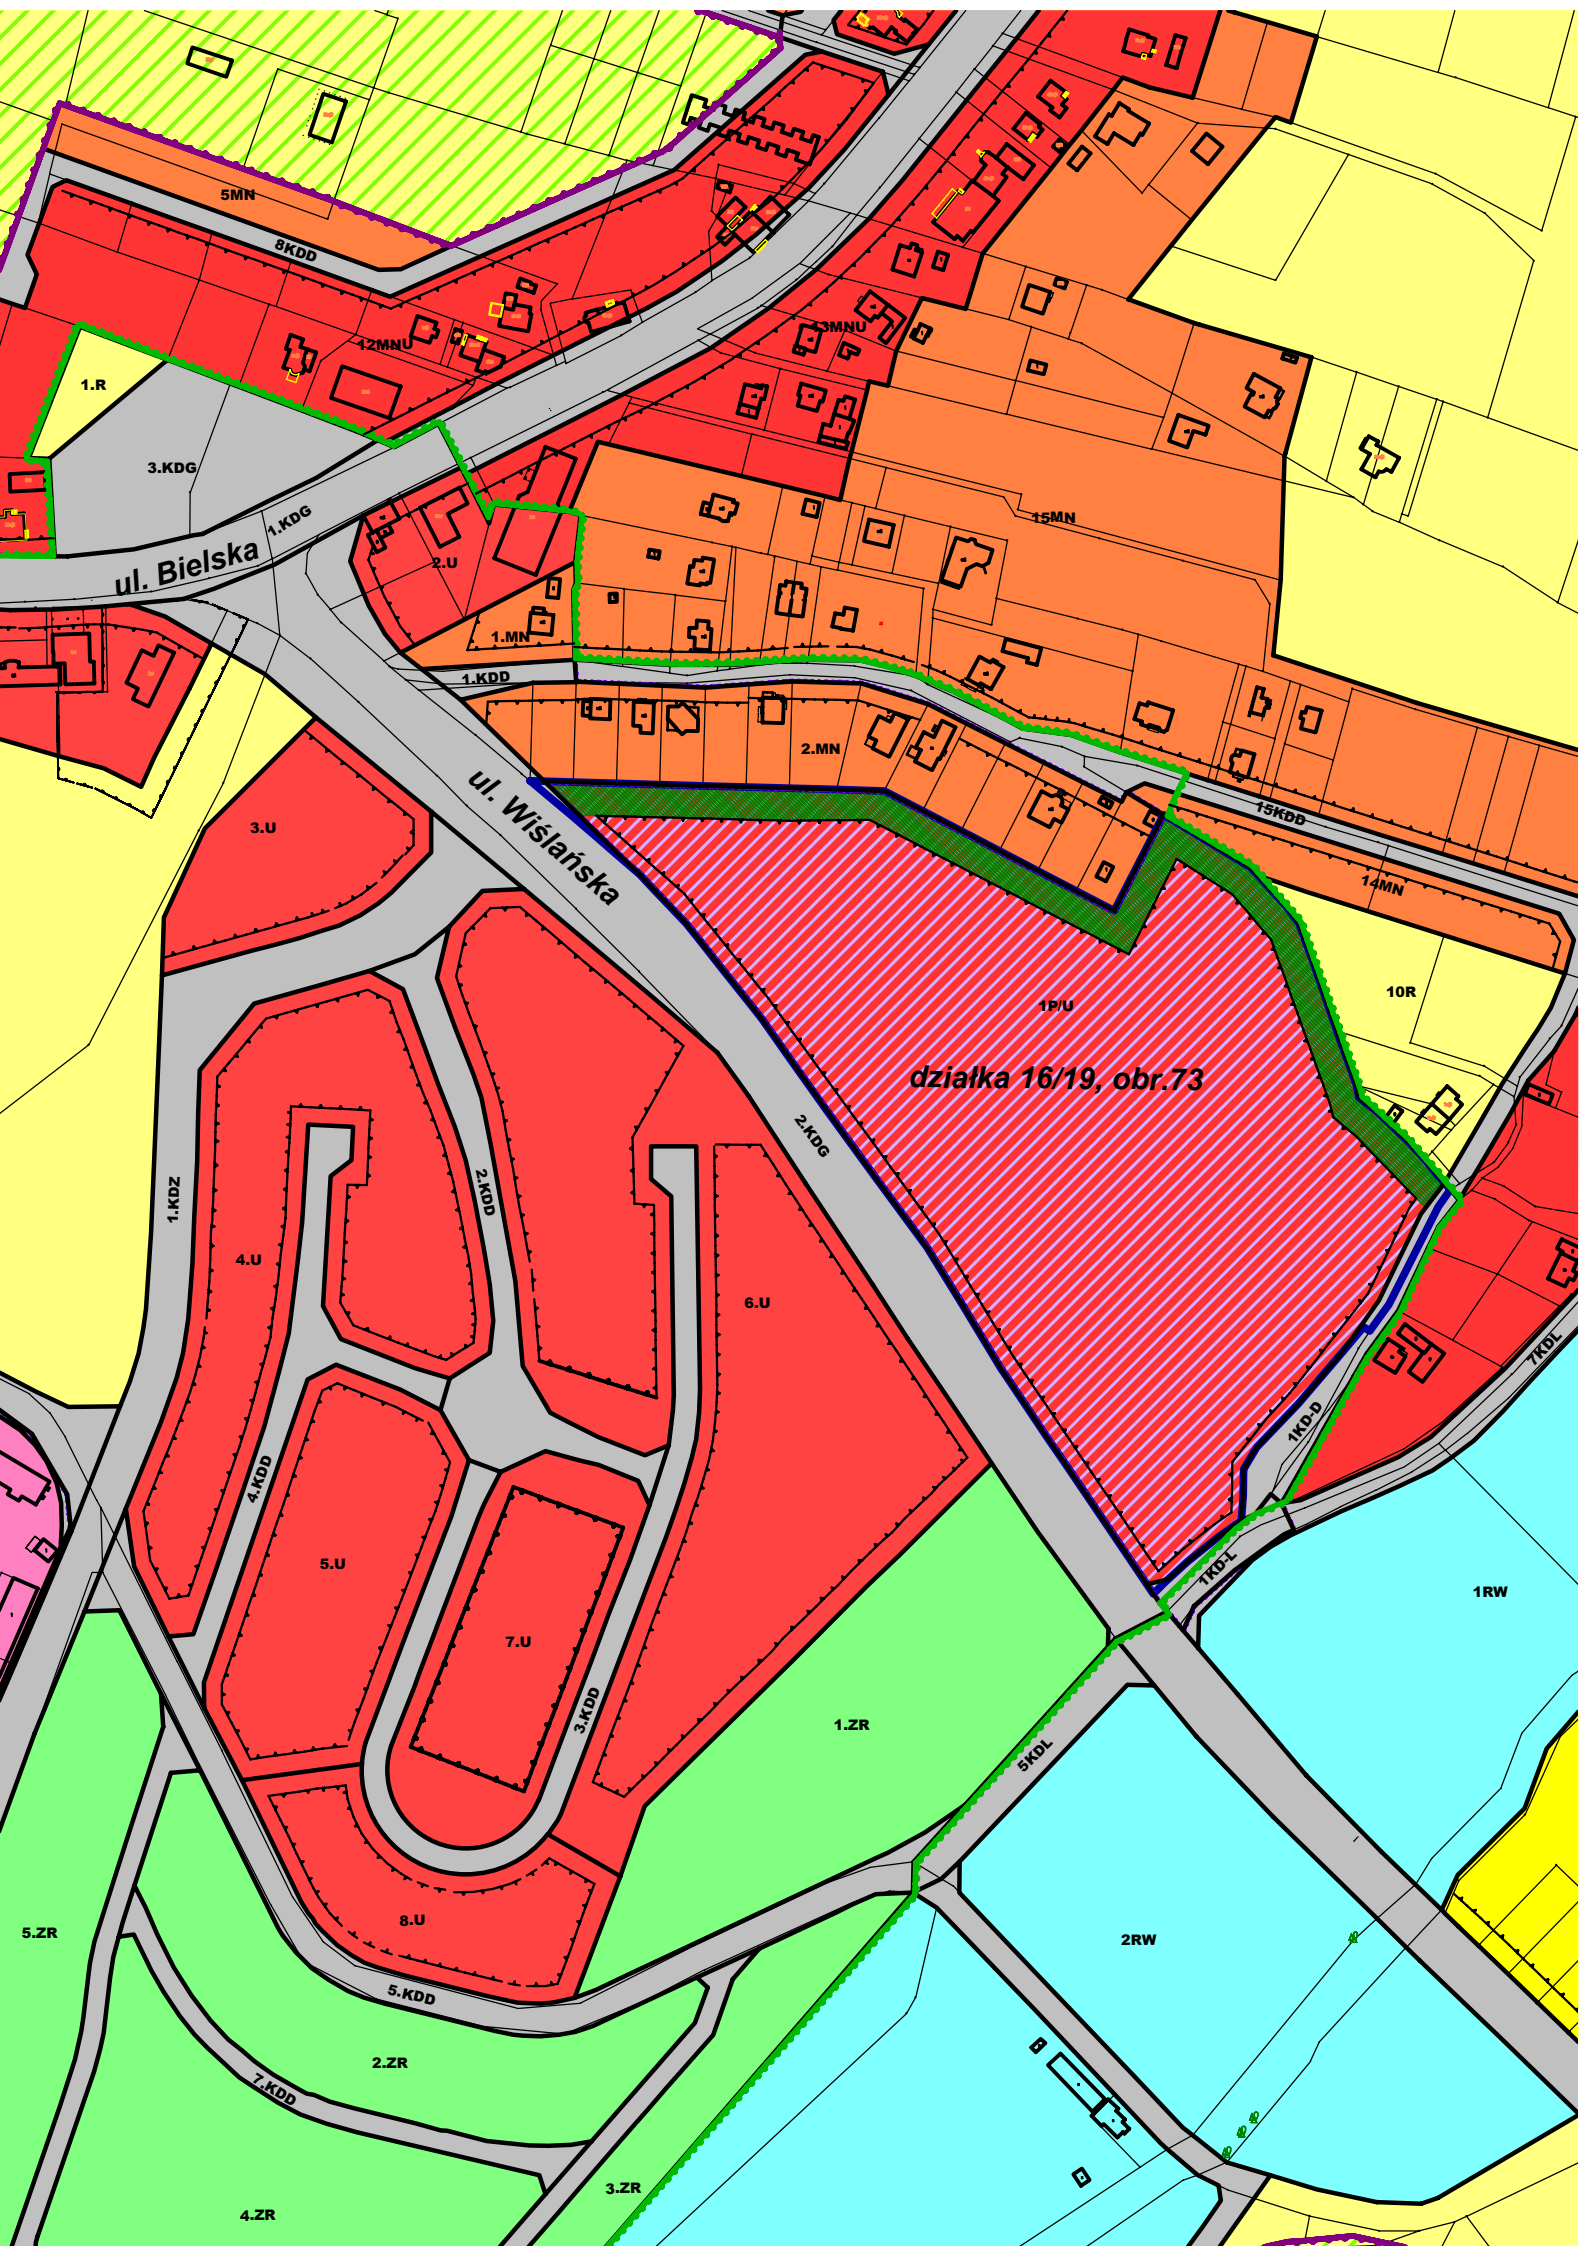 5MN
8KDD
12MNU
13MNU
1.R
3.KDG
1.KDG
ul. Bielska
2.U
15MN
1.MN
1.KDD
2.MN
ul. Wiślańska
3.U
15KDD
14MN
10R
1P/U
działka 16/19, obr.73
2.KDG
1.KDZ
2.KDD
4.U
6.U
7KDL
1KD-D
4.KDD
5.U
1KD-L
1RW
7.U
3.KDD
1.ZR
5KDL
8.U
5.ZR
2RW
5.KDD
2.ZR
7.KDD
3.ZR
4.ZR